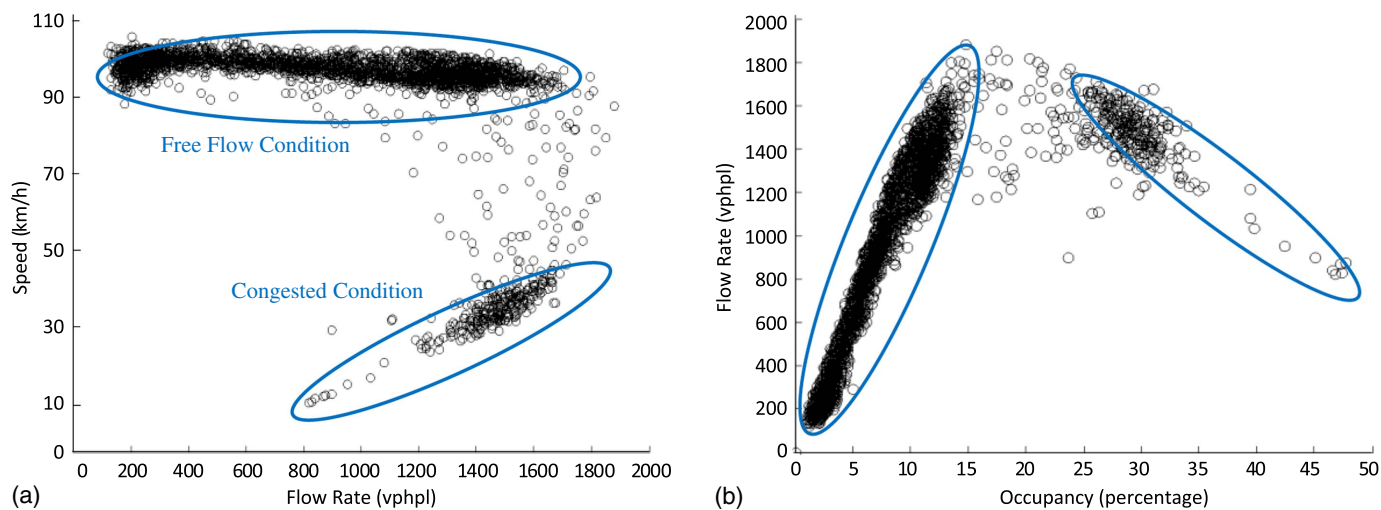 110
90
70
50
30
10
0
Speed (km/h)
Free Flow Condition
Congested Condition
0 200 400 600 800 1000 1200 1400 1600 1800 2000
Flow Rate (vphpl)
(a)
2000
1800
1600
1400
1200
1000
800
600
400
200
0
Flow Rate (vphpl)
0 5 10 15 20 25 30 35 40 45 50
Occupancy (percentage)
(b)